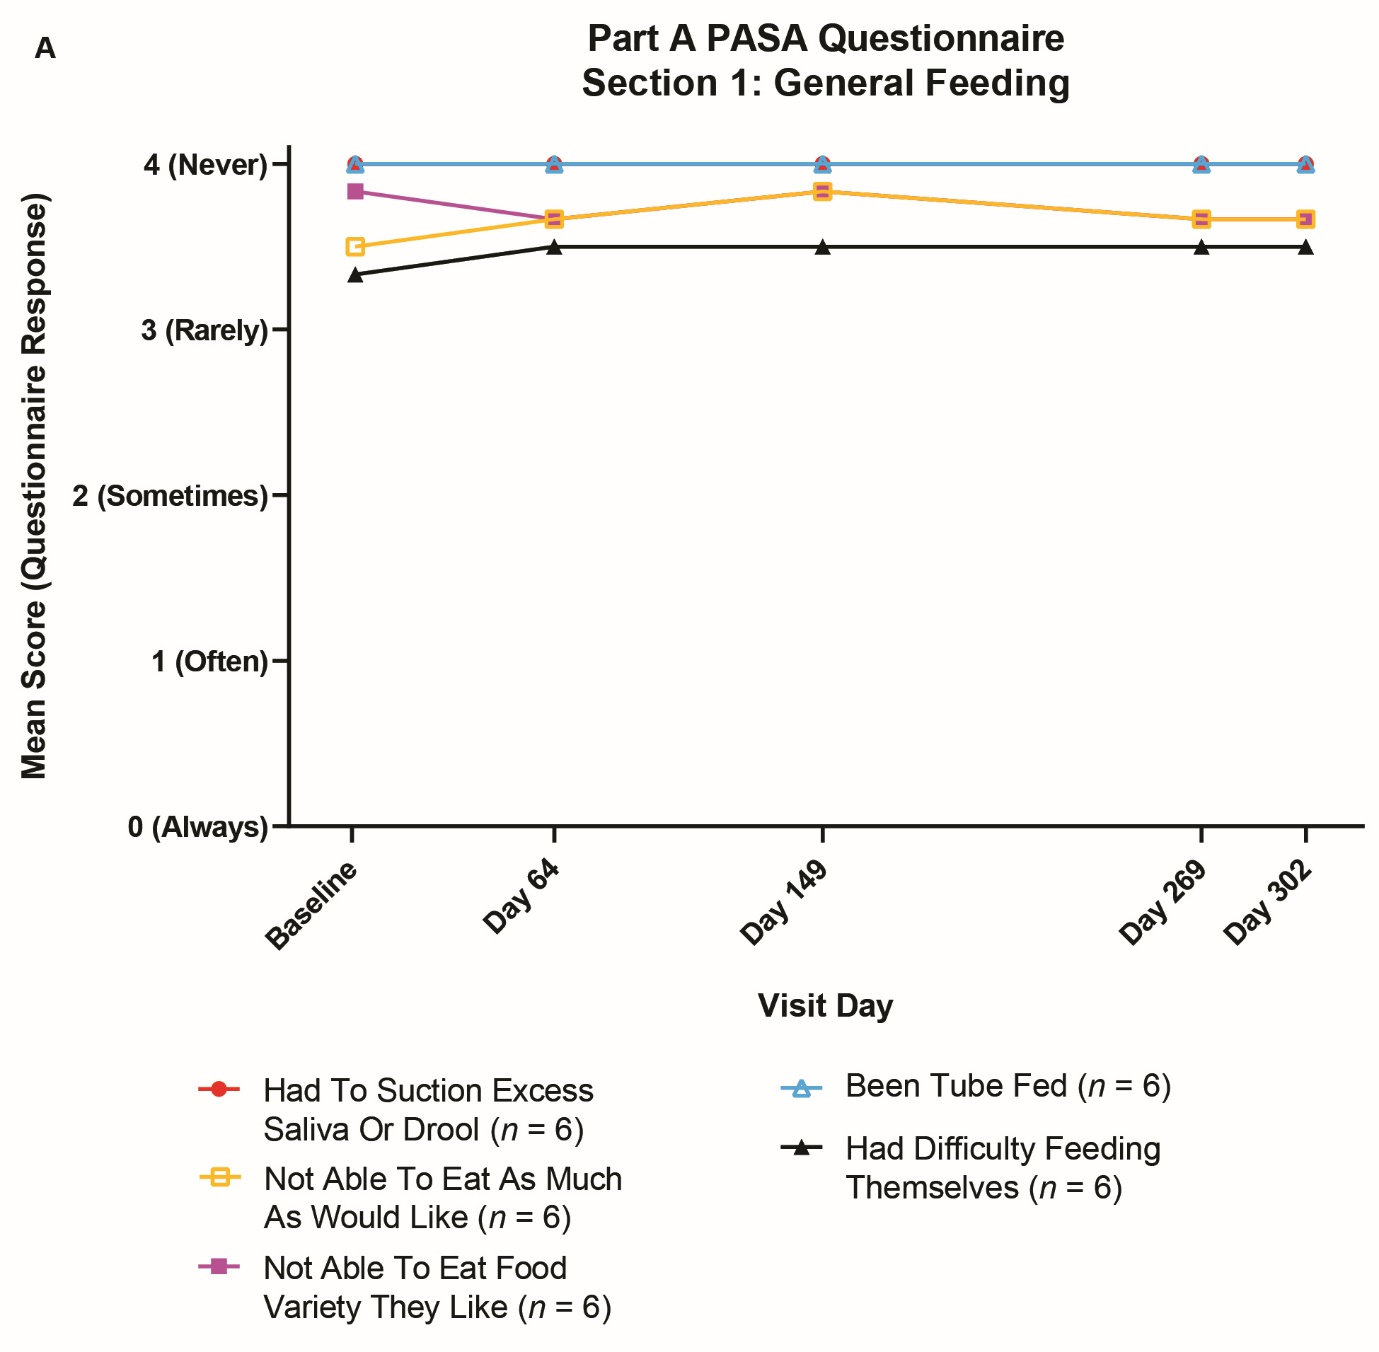 A
Part A PASA Questionnaire
Section 1: General Feeding
Mean Score (Questionnaire Response)
4 (Never)
3 (Rarely)
2 (Sometimes)
1 (Often)
0 (Always)
Baseline
Day 64
Day 149
Day 269
Day 302
Visit Day
Had To Suction Excess
Saliva Or Drool (n = 6)
Not Able To Eat As Much
As Would Like (n = 6)
Not Able To Eat Food
Variety They Like (n = 6)
Been Tube Fed (n = 6)
Had Difficulty Feeding
Themselves (n = 6)